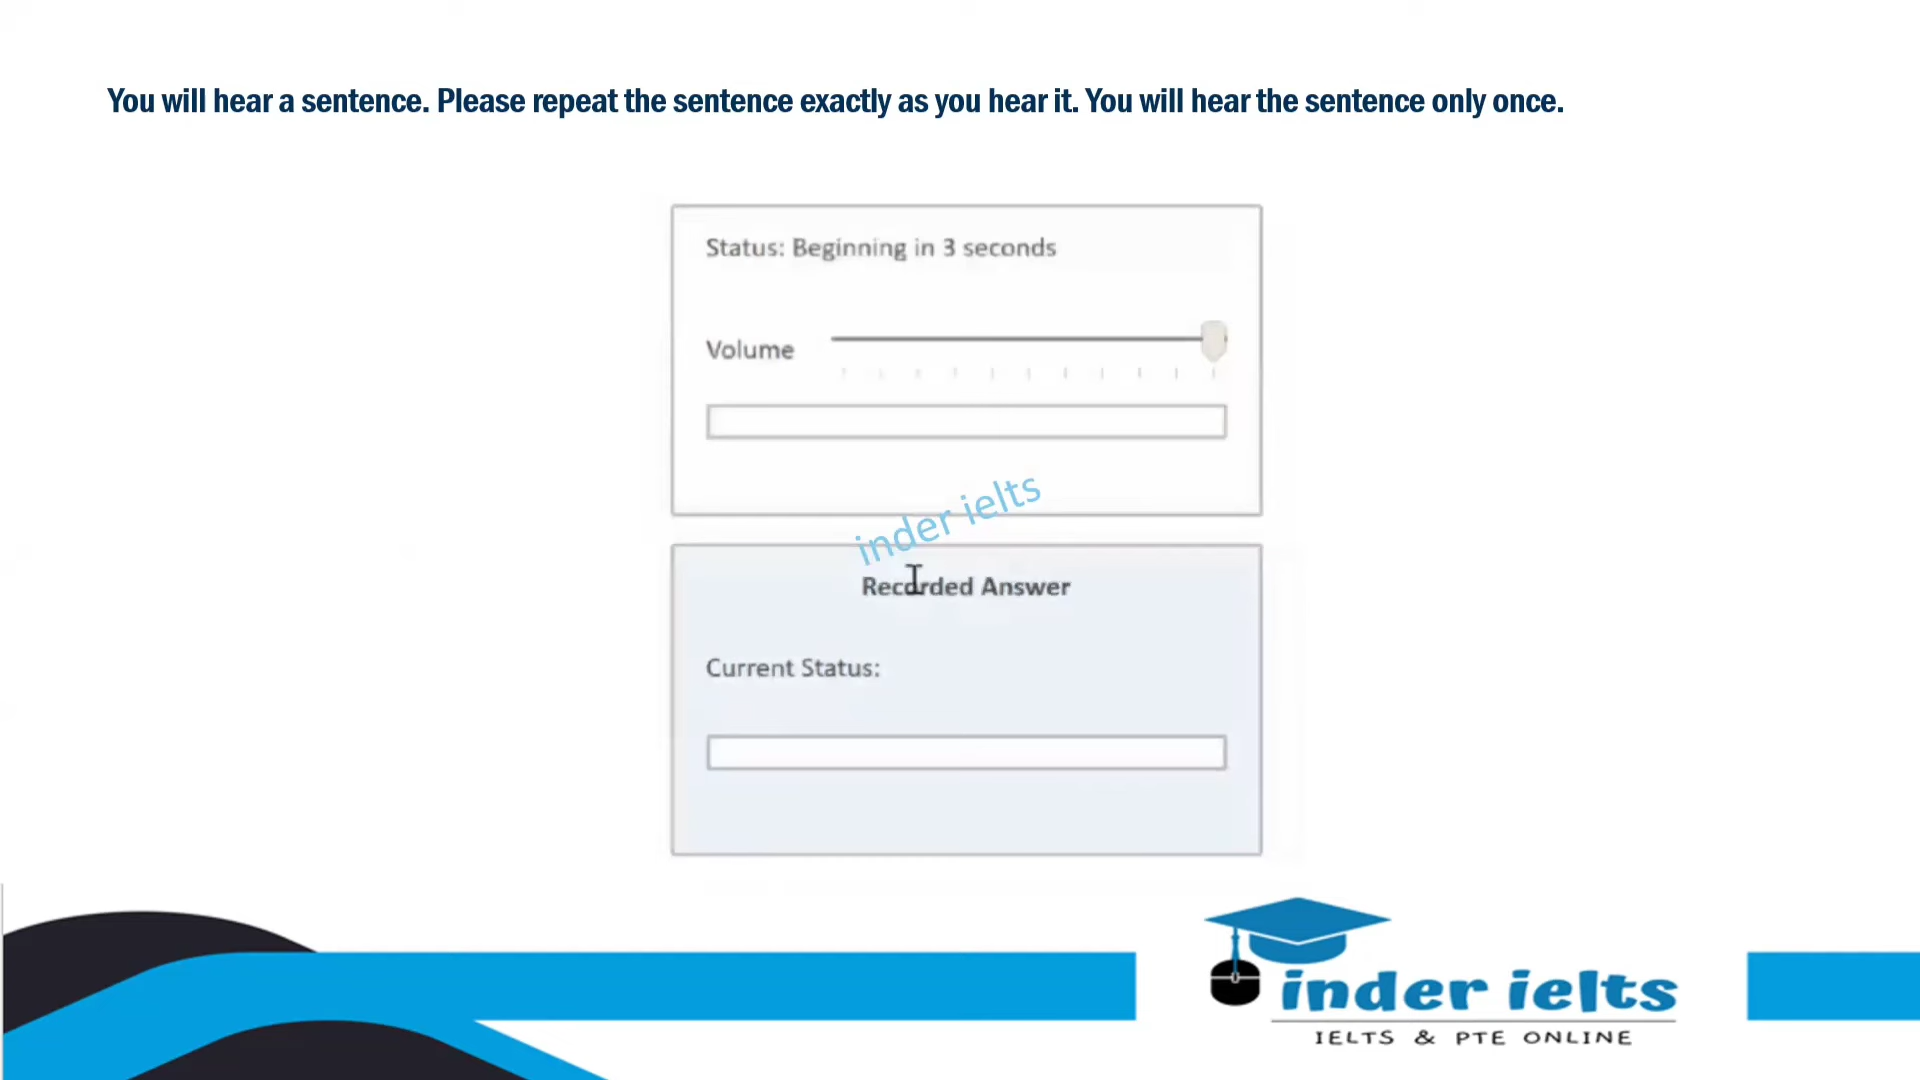 You will hear a sentence. Please repeat the sentence exactly as you hear it. You will hear the sentence only once.
Status: Beginning in 3 seconds
Volume
inder ielts
Recorded Answer
Current Status:
inder ielts
IELTS & PTE ONLINE